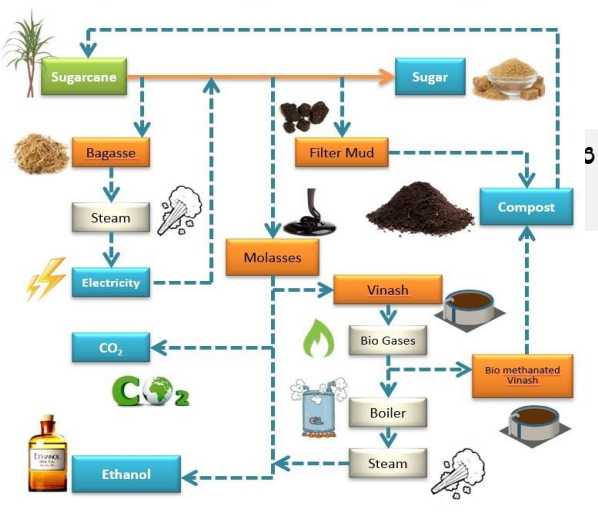 Sugarcane
Sugar
Bagasse
Filter Mud
Steam
Compost
Molasses
Electricity
Vinash
Bio Gases
CO₂
Bio methanated
Vinash
CO2
Boiler
ETHANOL
Ethanol
Steam